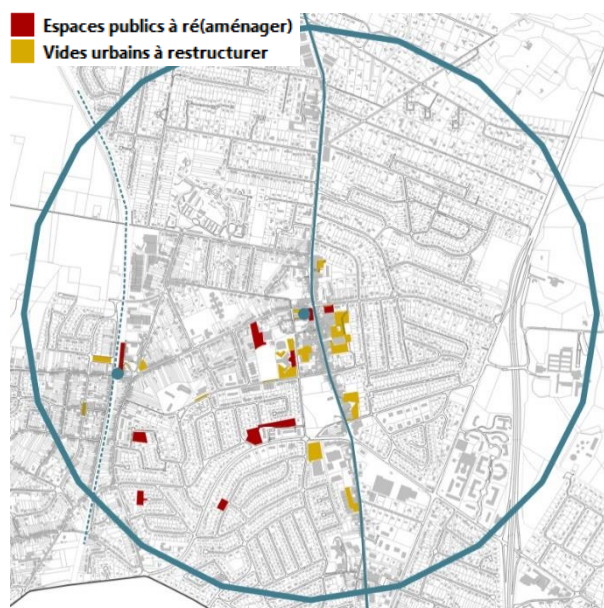 Espaces publics à ré(aménager)
Vides urbains à restructurer